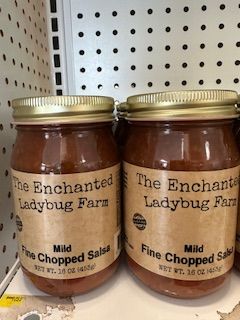 The Enchanted
Ladybug Farm
Mild
Fine Chopped Salsa
NET WT. 16 OZ (453g)
The Enchante
Ladybug Farm
Mild
Fine Chopped Salsa
NET WT. 16 OZ (453g)